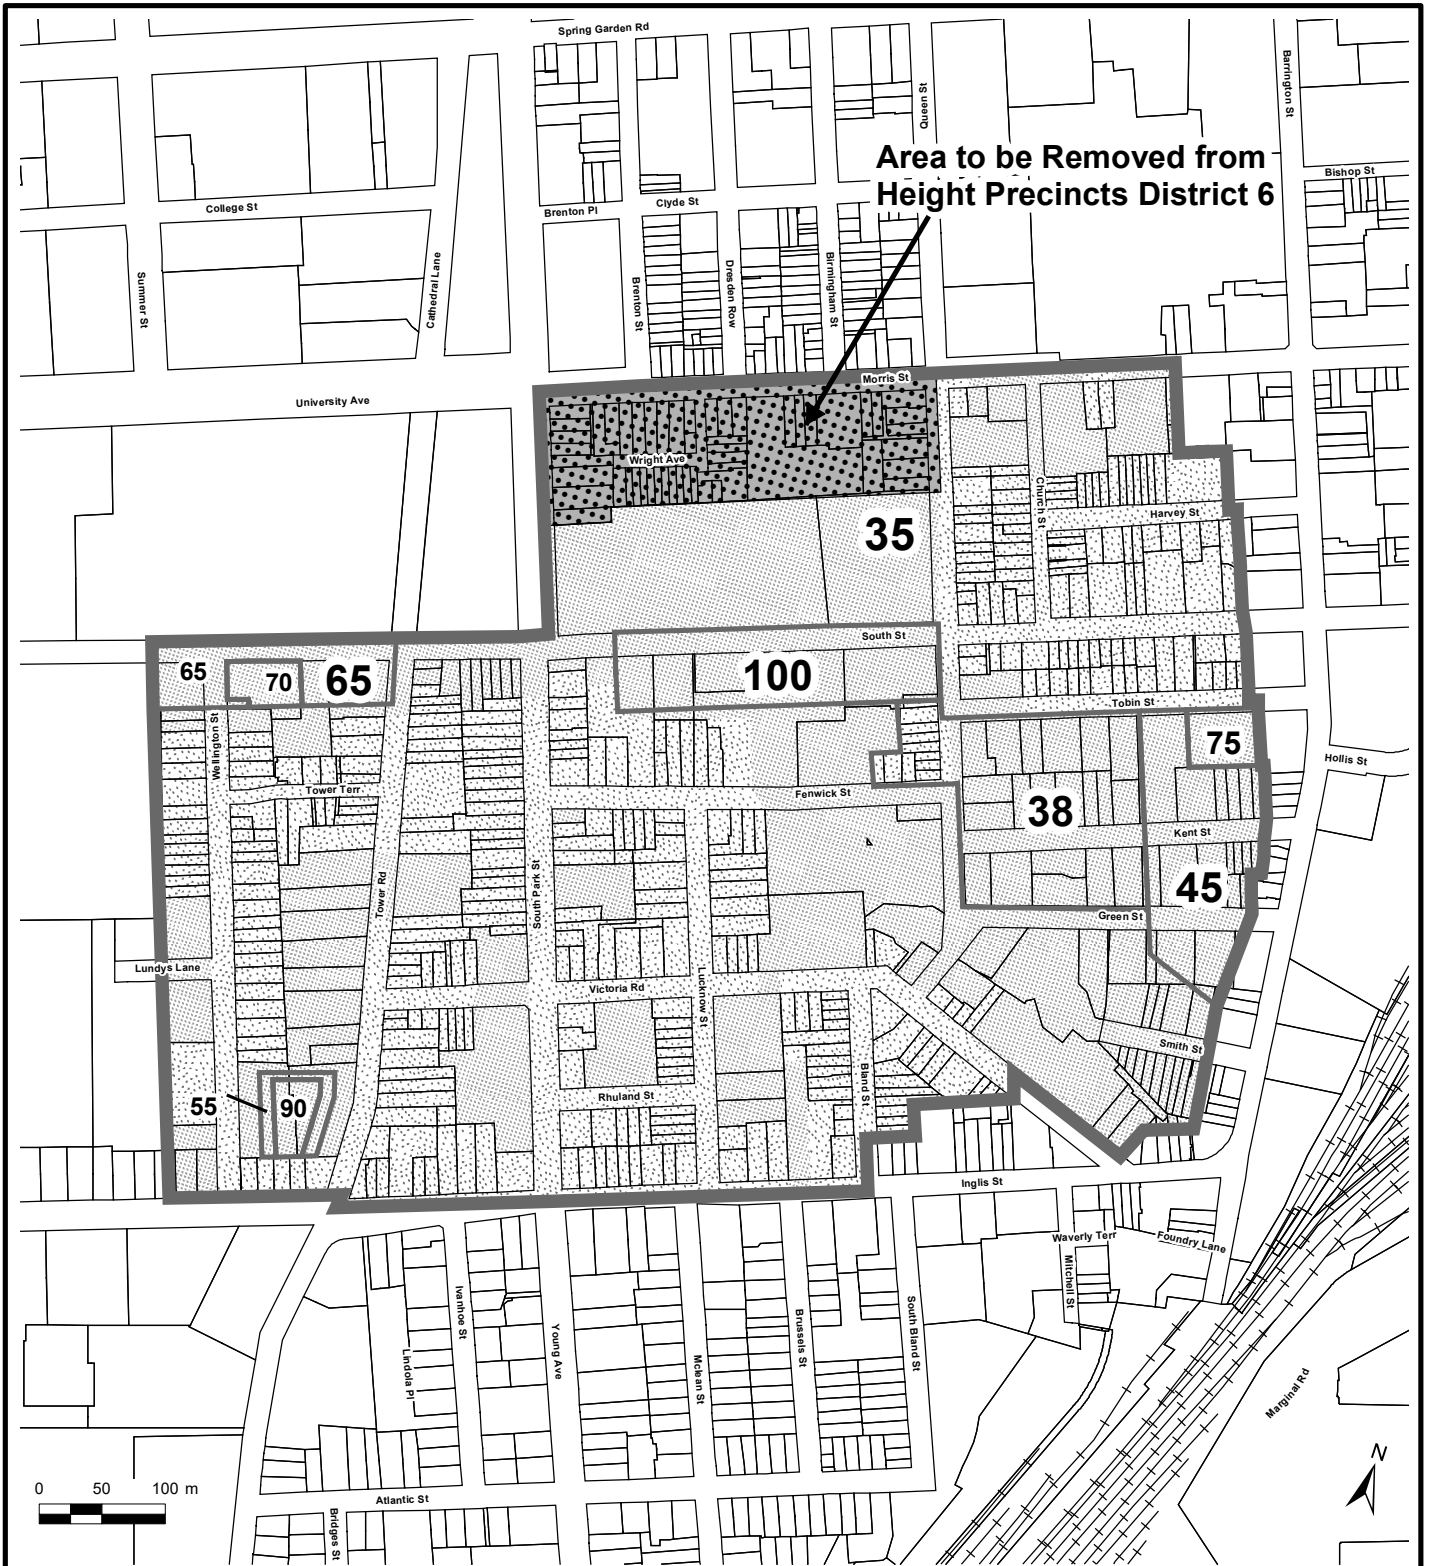 Spring Garden Rd
Barrington St
Queen St
Area to be Removed from
Height Precincts District 6
Bishop St
College St
Brenton Pl
Clyde St
Summer St
Cathedral Lane
Brenton St
Dresden Row
Birmingham St
Morris St
University Ave
Wright Ave
Church St
Harvey St
35
South St
65
70
65
100
Tobin St
Wellington St
75
Hollis St
Tower Terr
Fenwick St
38
Kent St
Tower Rd
South Park St
45
Green St
Lundys Lane
Victoria Rd
Lucknow St
Smith St
Bland St
55
90
Rhuland St
Inglis St
Waverly Terr
Foundry Lane
Mitchell St
Ivanhoe St
Lindola Pl
Young Ave
Mclean St
Brussels St
South Bland St
Marginal Rd
N
0 50 100 m
Atlantic St
Bridges St